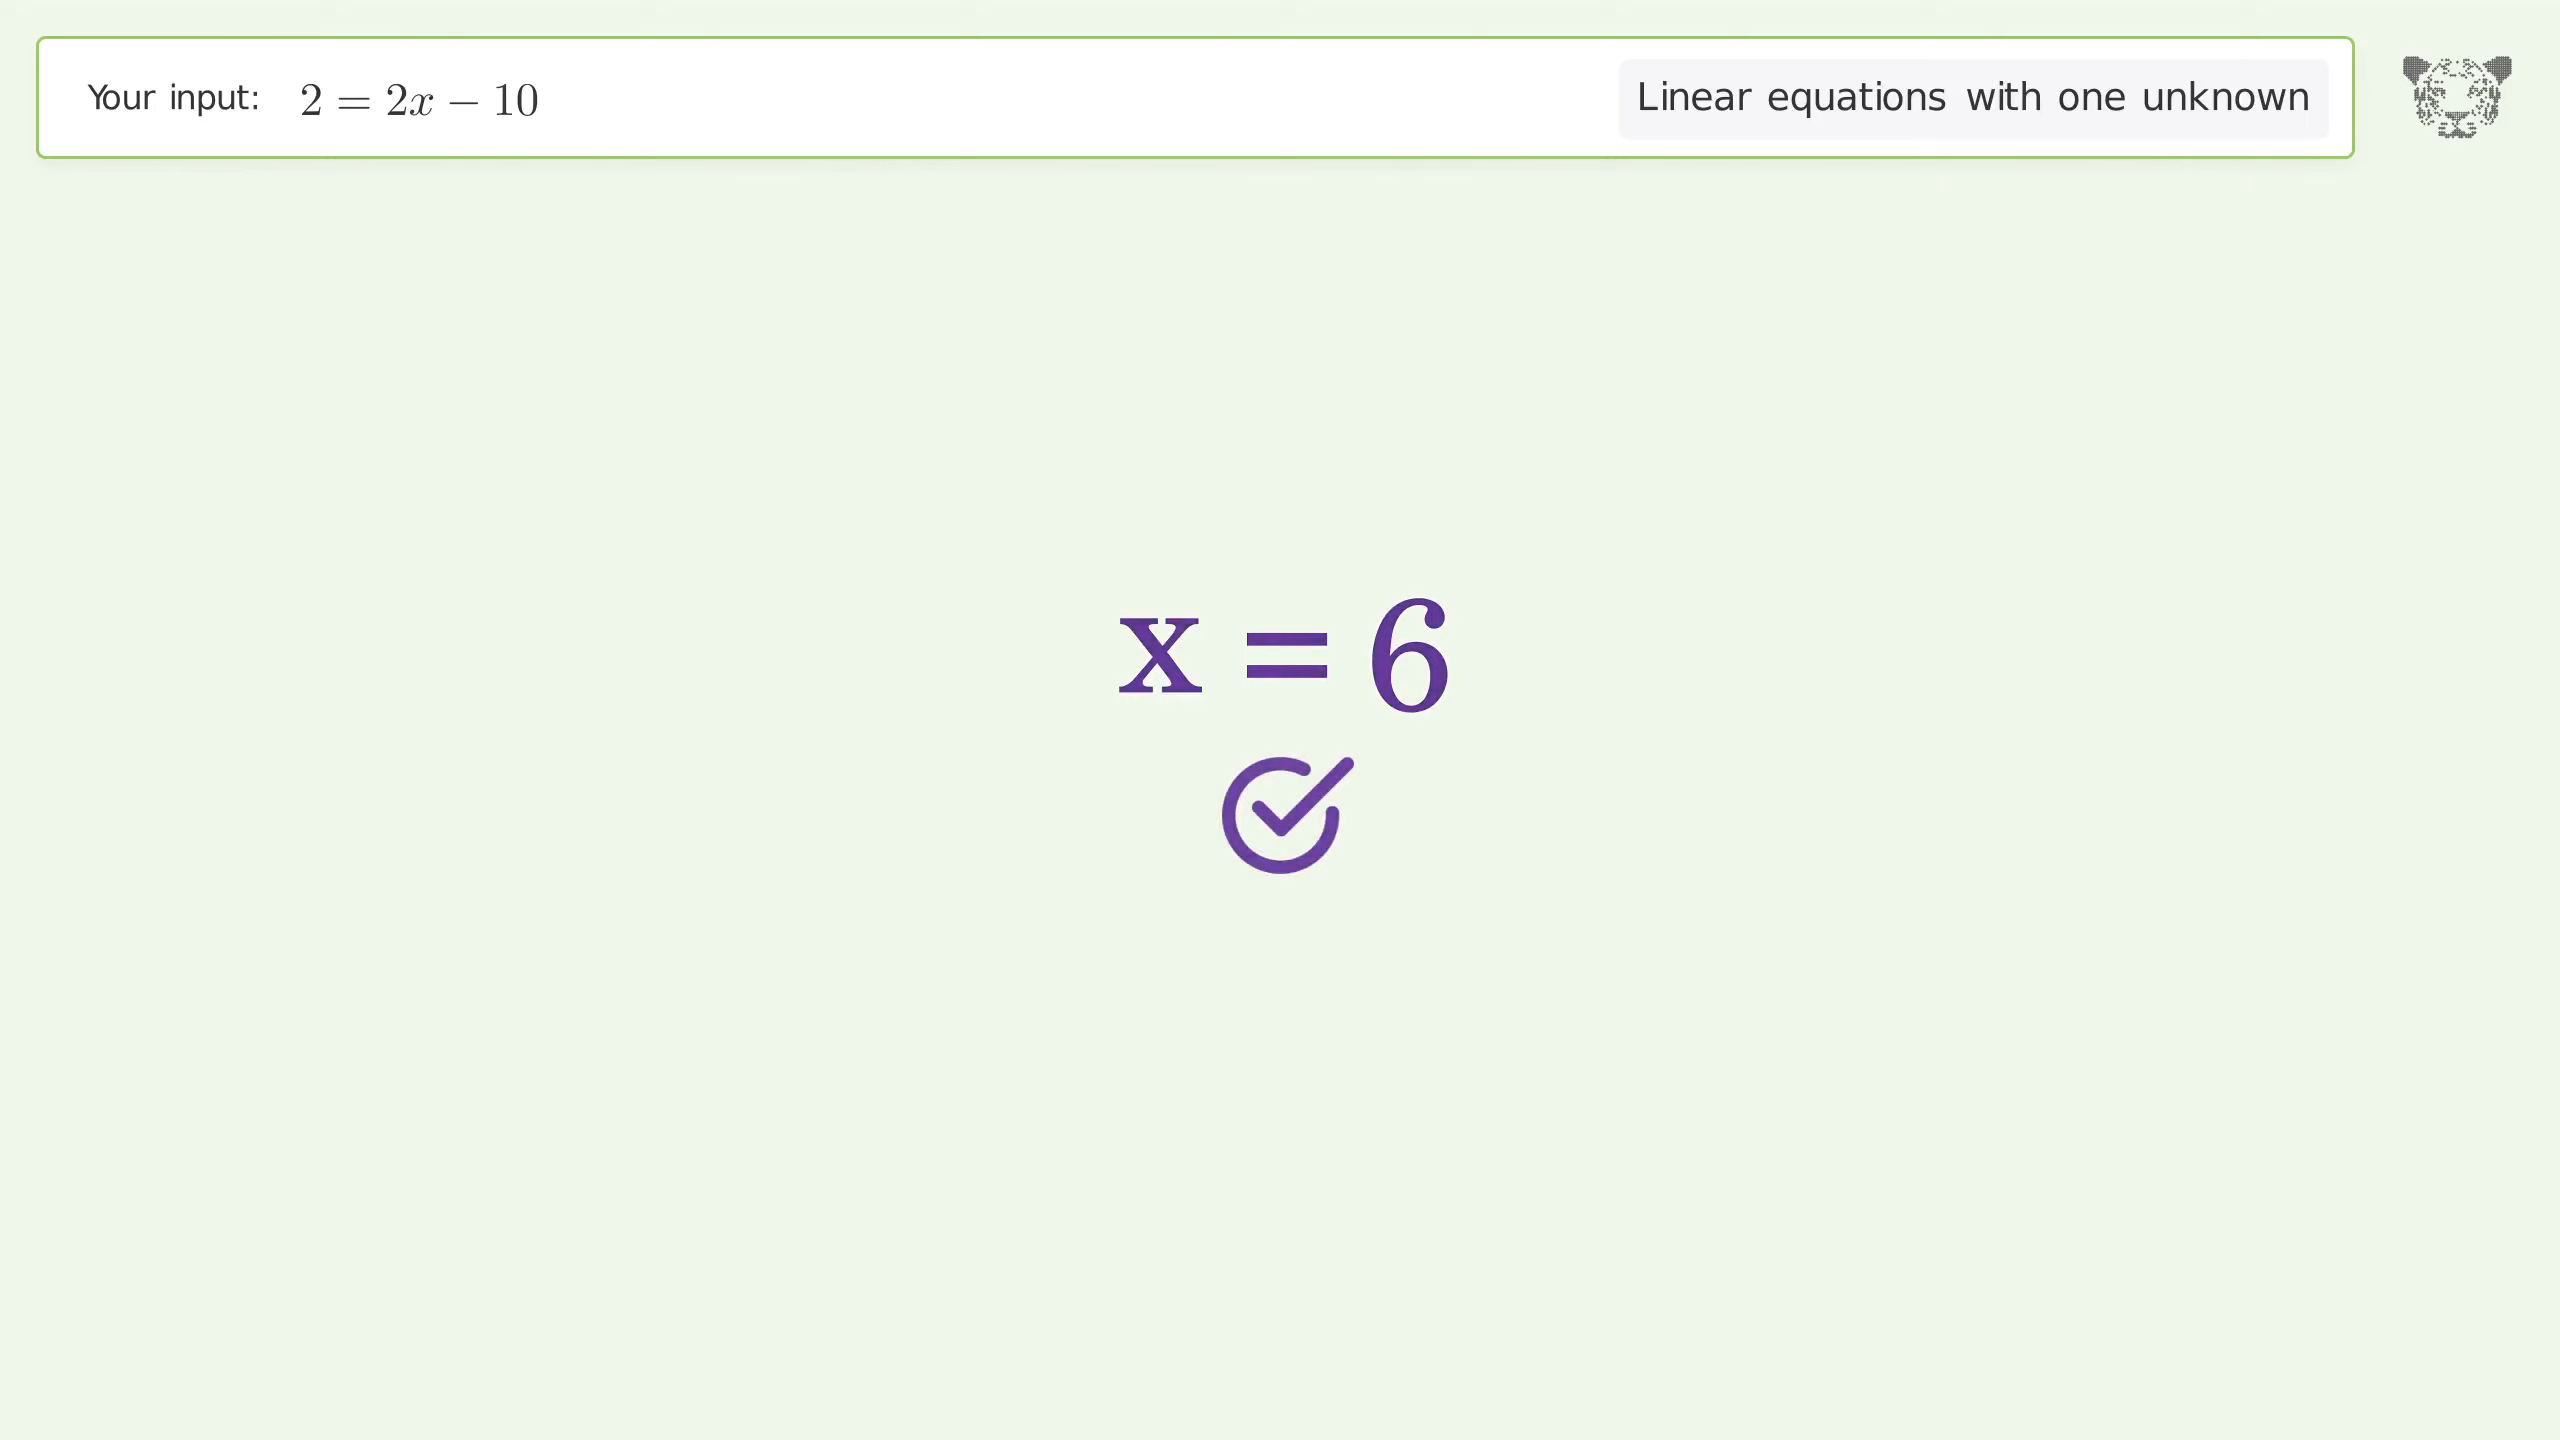 Your input: 2 = 2x − 10
Linear equations with one unknown
x = 6